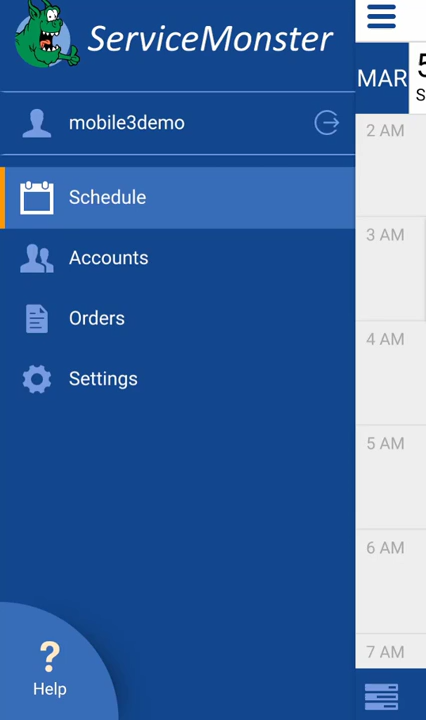 ServiceMonster
mobile3demo
Schedule
Accounts
Orders
Settings
?
Help
MAR
5
S
2 AM
3 AM
4 AM
5 AM
6 AM
7 AM